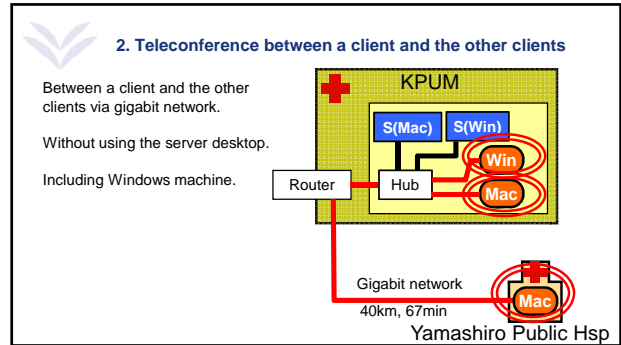 2. Teleconference between a client and the other clients
Between a client and the other
clients via gigabit network.
Without using the server desktop.
Including Windows machine.
KPUM
S(Mac)
S(Win)
Win
Router
Hub
Mac
Gigabit network
40km, 67min
Mac
Yamashiro Public Hsp